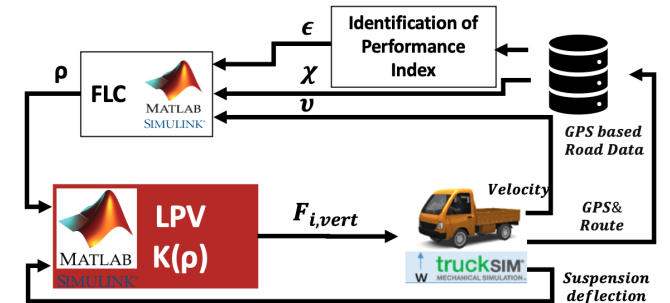 Identification of
Performance
Index
ϵ
χ
υ
ρ
FLC
MATLAB
SIMULINK®
GPS based
Road Data
Velocity
GPS&
Route
LPV
K(ρ)
MATLAB
SIMULINK®
F_{i,vert}
W
truckSIM®
MECHANICAL SIMULATION®
Suspension
deflection